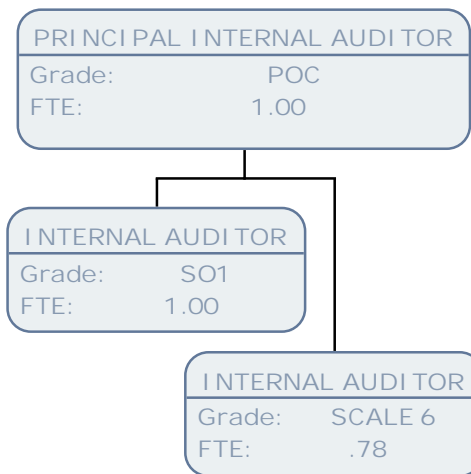 PRINCIPAL INTERNAL AUDITOR
Grade: POC
FTE: 1.00
INTERNAL AUDITOR
Grade: SO1
FTE: 1.00
INTERNAL AUDITOR
Grade: SCALE 6
FTE: .78